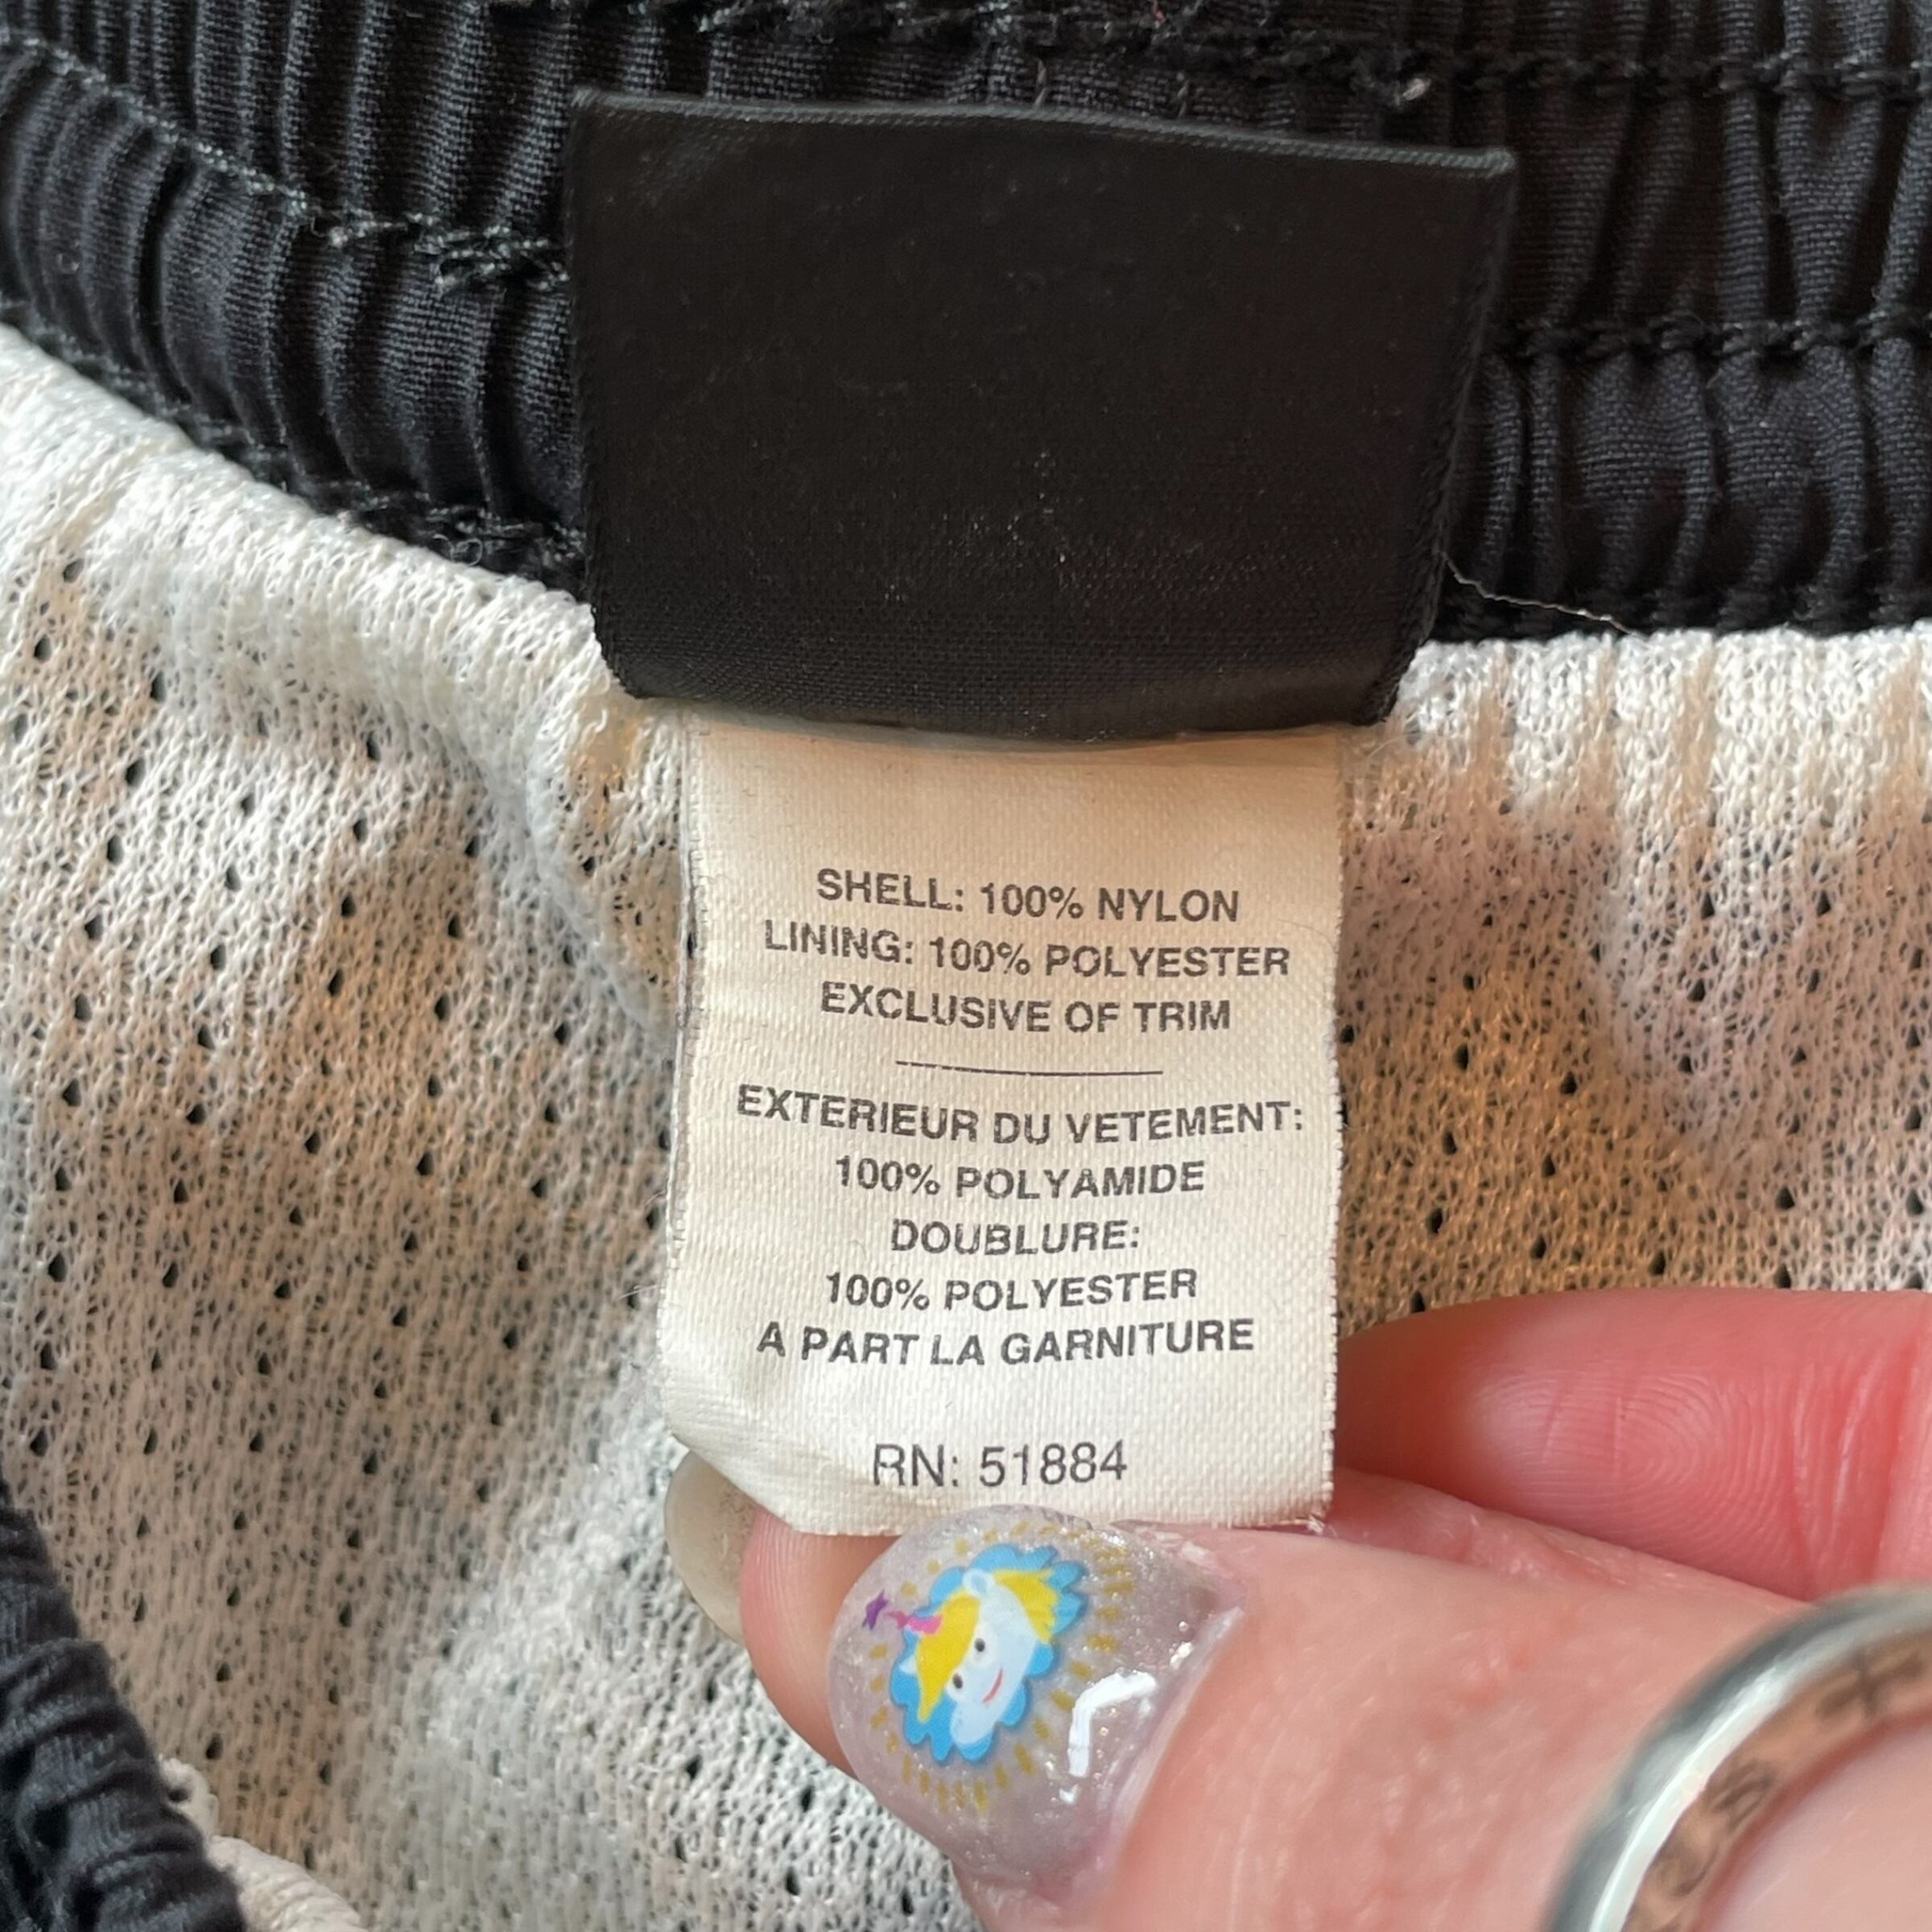 SHELL: 100% NYLON
LINING: 100% POLYESTER
EXCLUSIVE OF TRIM
EXTERIEUR DU VETEMENT:
100% POLYAMIDE
DOUBLURE:
100% POLYESTER
A PART LA GARNITURE
RN: 51884